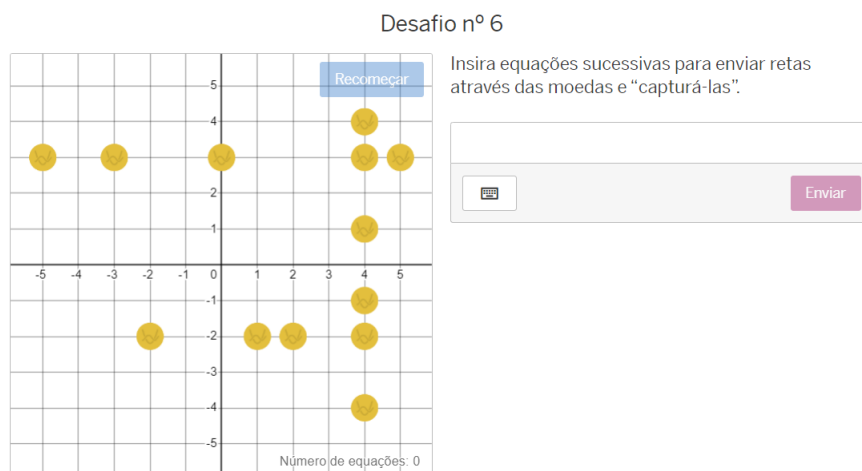 Desafio nº 6
Insira equações sucessivas para enviar retas
através das moedas e “capturá-las”.
Recomeçar
5
4
2
1
-5 -4 -3 -2 -1 0 1 2 3 4 5
-1
-2
-3
-4
-5
Número de equações: 0
Enviar